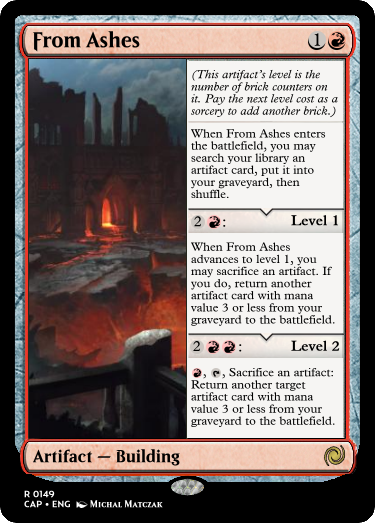 From Ashes 1
(This artifact's level is the
number of brick counters on
it. Pay the next level cost as a
sorcery to add another brick.)
When From Ashes enters
the battlefield, you may
search your library an
artifact card, put it into
your graveyard, then
shuffle.
2 : Level 1
When From Ashes
advances to level 1, you
may sacrifice an artifact. If
you do, return another
artifact card with mana
value 3 or less from your
graveyard to the battlefield.
2 : Level 2
, , Sacrifice an artifact:
Return another target
artifact card with mana
value 3 or less from your
graveyard to the battlefield.
Artifact — Building
R 0149
CAP • ENG Michal Matczak